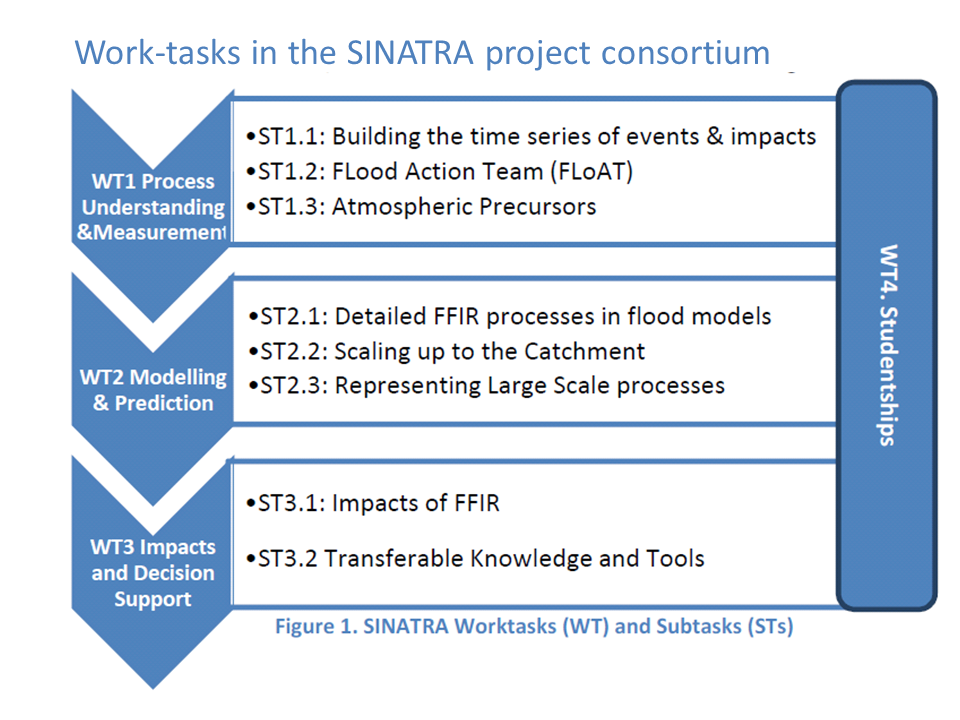 Work-tasks in the SINATRA project consortium
WT1 Process
Understanding
&Measurement
•ST1.1: Building the time series of events & impacts
•ST1.2: FLood Action Team (FLoAT)
•ST1.3: Atmospheric Precursors
WT2 Modelling
& Prediction
•ST2.1: Detailed FFIR processes in flood models
•ST2.2: Scaling up to the Catchment
•ST2.3: Representing Large Scale processes
WT3 Impacts
and Decision
Support
•ST3.1: Impacts of FFIR
•ST3.2 Transferable Knowledge and Tools
WT4. Studentships
Figure 1. SINATRA Worktasks (WT) and Subtasks (STs)